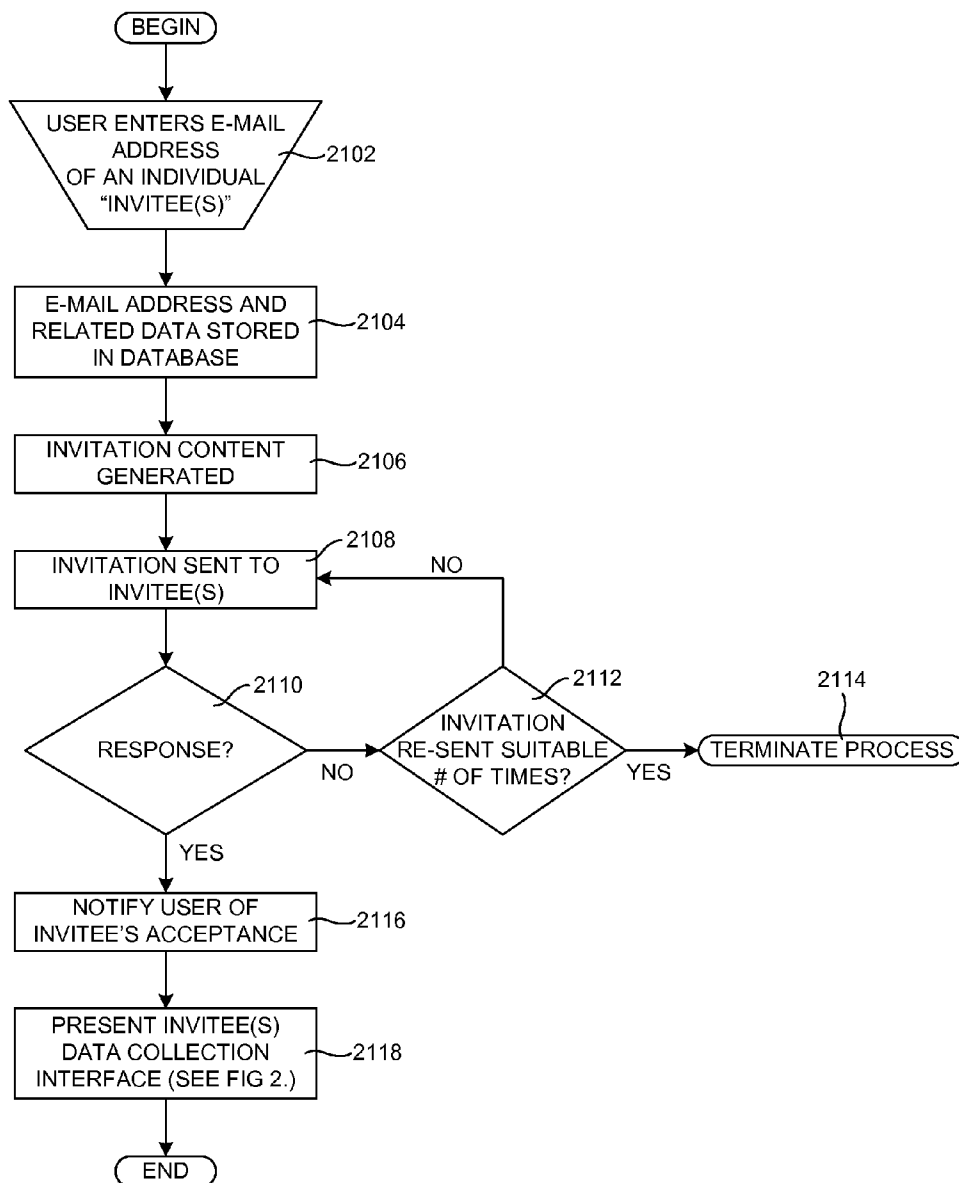 BEGIN
USER ENTERS E-MAIL
ADDRESS
OF AN INDIVIDUAL
“INVITEE(S)”
2102
E-MAIL ADDRESS AND
RELATED DATA STORED
IN DATABASE
2104
INVITATION CONTENT
GENERATED
2106
2108
INVITATION SENT TO
INVITEE(S)
NO
2110
RESPONSE?
NO
YES
2112
INVITATION
RE-SENT SUITABLE
# OF TIMES?
YES
2114
TERMINATE PROCESS
NOTIFY USER OF
INVITEE’S ACCEPTANCE
2116
PRESENT INVITEE(S)
DATA COLLECTION
INTERFACE (SEE FIG 2.)
2118
END